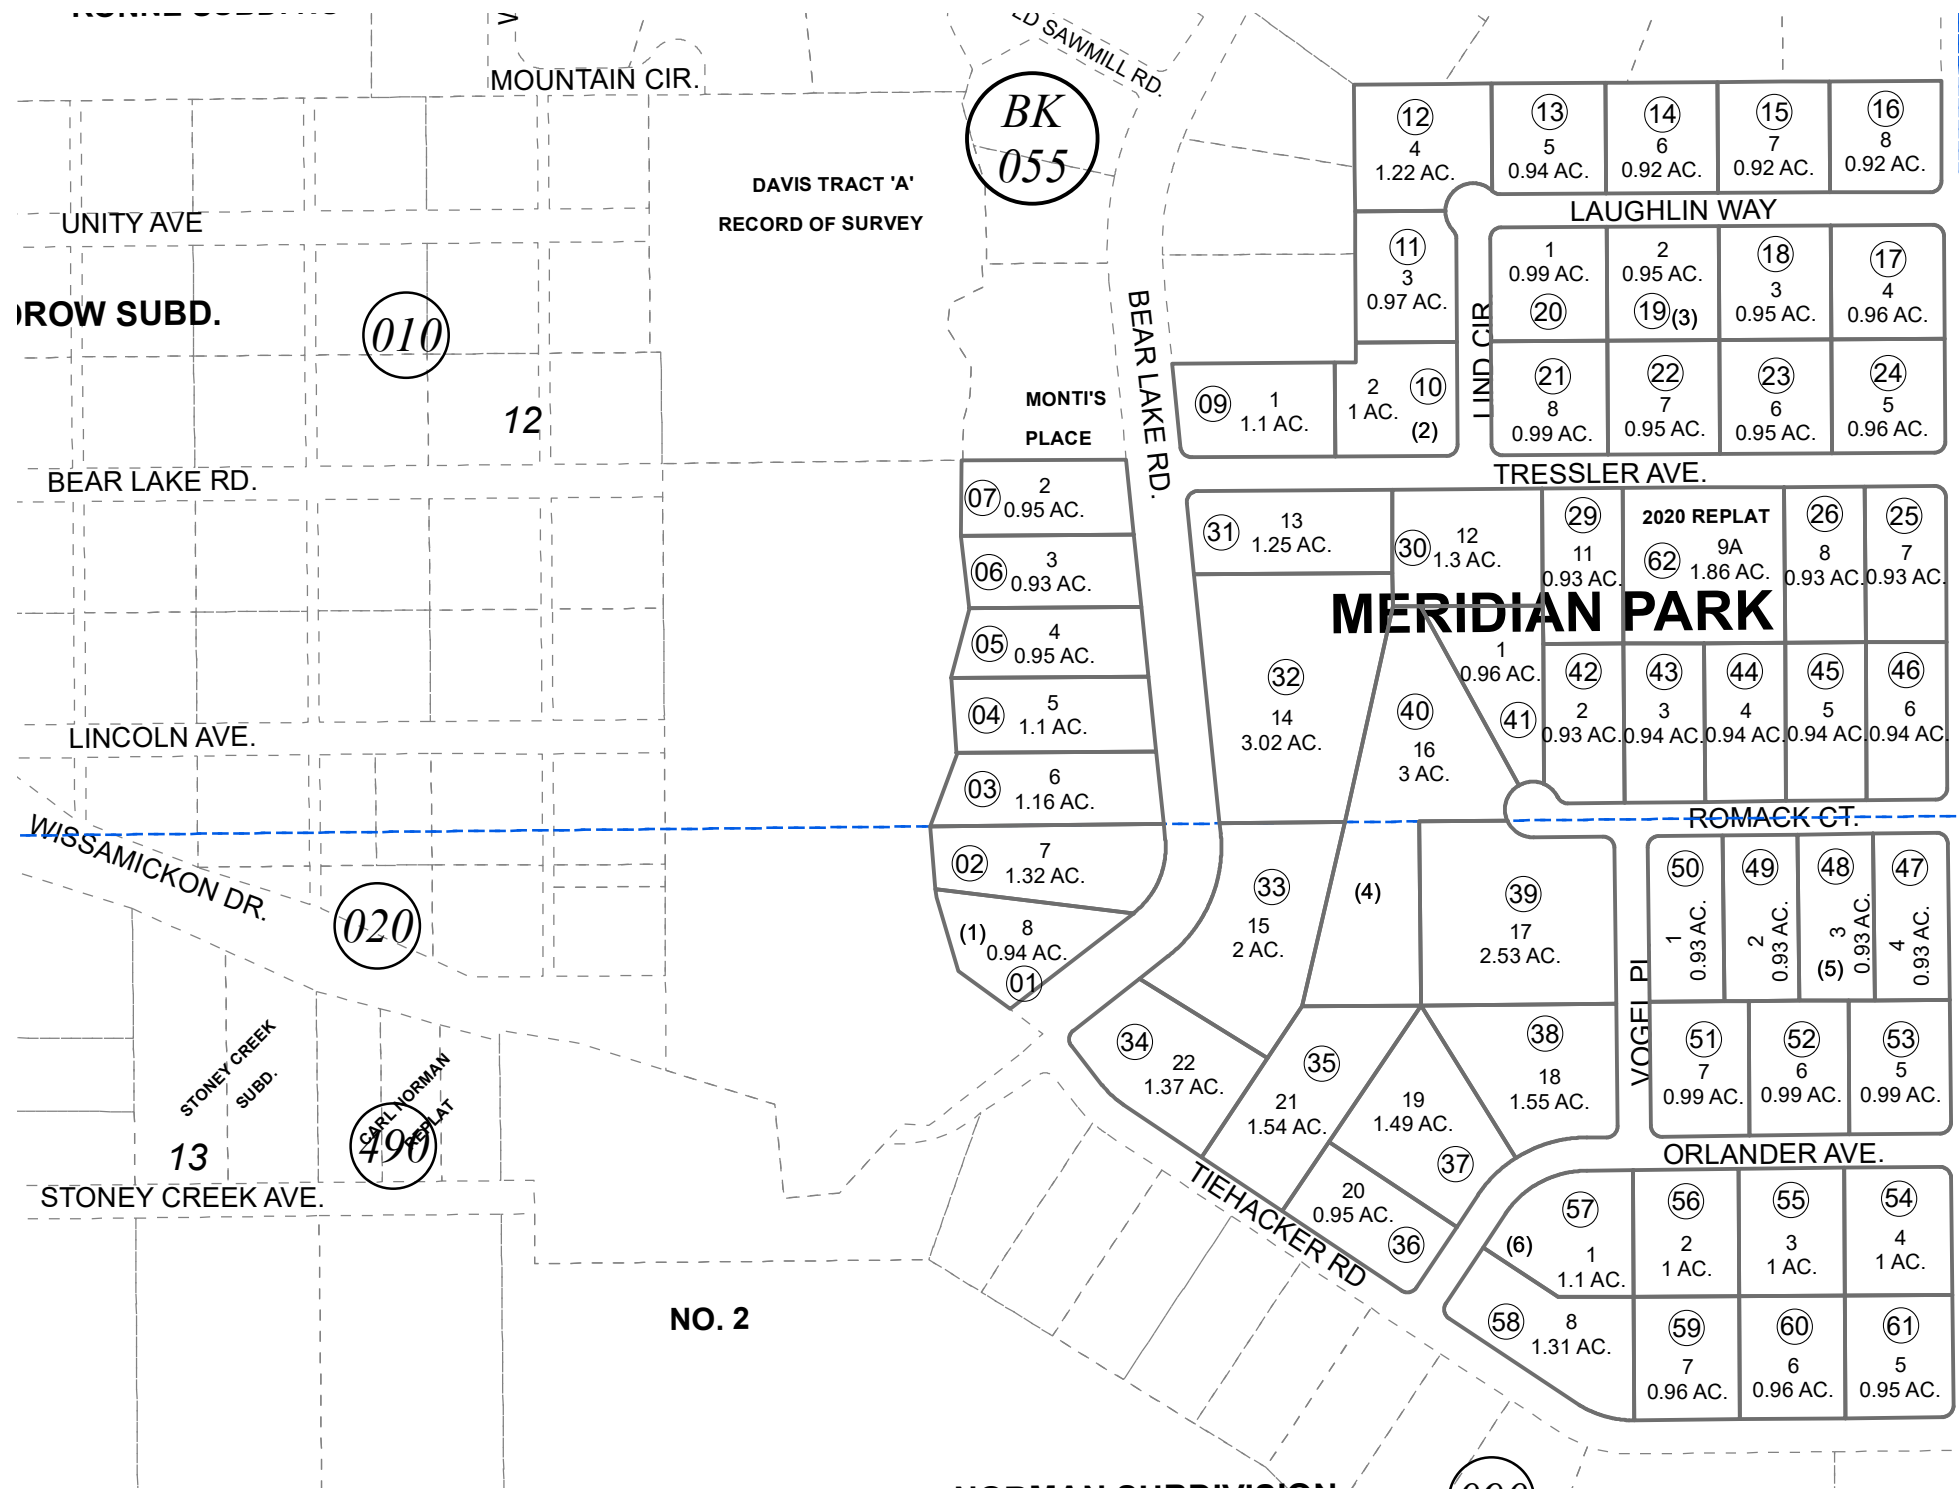 MOUNTAIN CIR.
SAWMILL RD.
BK
055
DAVIS TRACT 'A'
RECORD OF SURVEY
UNITY AVE
ROW SUBD.
010
12
BEAR LAKE RD.
LINCOLN AVE.
WISSAMICKON DR.
020
STONEY CREEK
SUBD.
CARL NORMAN
REPLAT
490
13
STONEY CREEK AVE.
NO. 2
MONTI'S
PLACE
BEAR LAKE RD.
07
2
0.95 AC.
06
3
0.93 AC.
05
4
0.95 AC.
04
5
1.1 AC.
03
6
1.16 AC.
02
7
1.32 AC.
(1)
8
0.94 AC.
01
12
4
1.22 AC.
13
5
0.94 AC.
14
6
0.92 AC.
15
7
0.92 AC.
16
8
0.92 AC.
LAUGHLIN WAY
11
3
0.97 AC.
LIND CIR
1
0.99 AC.
20
2
0.95 AC.
19 (3)
18
3
0.95 AC.
17
4
0.96 AC.
09
1
1.1 AC.
2
1 AC.
10
(2)
21
8
0.99 AC.
22
7
0.95 AC.
23
6
0.95 AC.
24
5
0.96 AC.
TRESSLER AVE.
31
13
1.25 AC.
30
12
1.3 AC.
29
11
0.93 AC.
2020 REPLAT
62
9A
1.86 AC.
26
8
0.93 AC.
25
7
0.93 AC.
MERIDIAN PARK
32
14
3.02 AC.
40
16
3 AC.
1
0.96 AC.
41
42
2
0.93 AC.
43
3
0.94 AC.
44
4
0.94 AC.
45
5
0.94 AC.
46
6
0.94 AC.
ROMACK CT.
33
15
2 AC.
(4)
39
17
2.53 AC.
VOGEL PL
50
1
0.93 AC.
49
2
0.93 AC.
48
3
0.93 AC.
(5)
47
4
0.93 AC.
34
22
1.37 AC.
35
21
1.54 AC.
19
1.49 AC.
37
38
18
1.55 AC.
51
7
0.99 AC.
52
6
0.99 AC.
53
5
0.99 AC.
ORLANDER AVE.
TIEHACKER RD
20
0.95 AC.
36
57
(6)
1
1.1 AC.
56
2
1 AC.
55
3
1 AC.
54
4
1 AC.
58
8
1.31 AC.
59
7
0.96 AC.
60
6
0.96 AC.
61
5
0.95 AC.
NORMAN SUBDIVISION